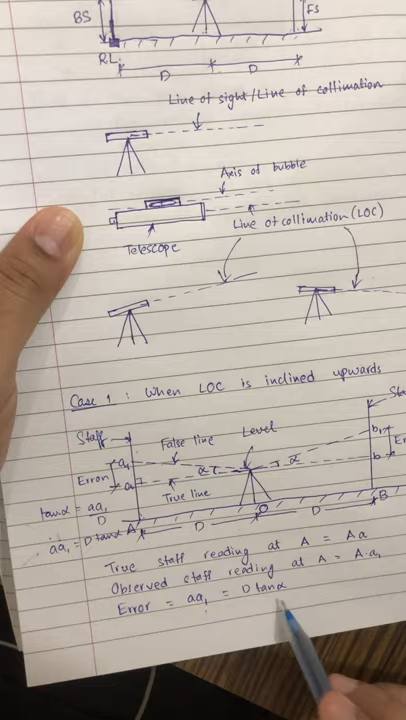 BS
FS
R.L.
D D
Line of sight/Line of collimation
Axis of bubble
Line of collimation (LOC)
Telescope
Case 1 : When LOC is inclined upwards
Staff
False line
Level
a1
b1
Error
α
α
a
b
True line
tanα = aa1/D
A
O
B
D D
∴ aa1 = D tanα
True staff reading at A = Aa
Observed staff reading at A = A.a1
Error = aa1 = D tanα